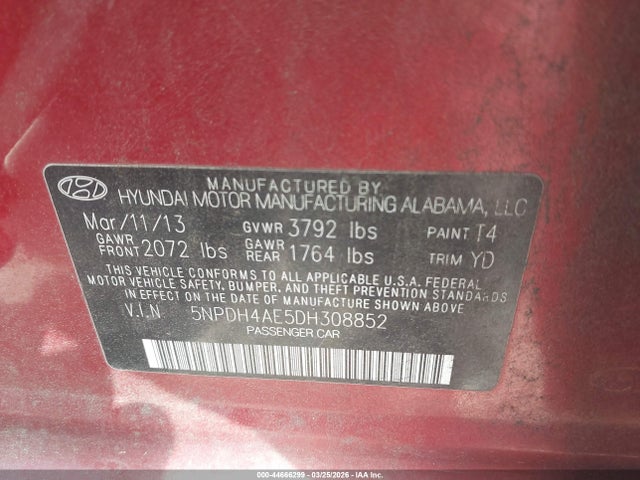 MANUFACTURED BY
HYUNDAI MOTOR MANUFACTURING ALABAMA, LLC
Mar/11/13 GVWR 3792 lbs PAINT T4
GAWR FRONT 2072 lbs GAWR REAR 1764 lbs TRIM YD
THIS VEHICLE CONFORMS TO ALL APPLICABLE U.S.A. FEDERAL
MOTOR VEHICLE SAFETY, BUMPER, AND THEFT PREVENTION STANDARDS
IN EFFECT ON THE DATE OF MANUFACTURE SHOWN ABOVE
V.I.N 5NPDH4AE5DH308852
PASSENGER CAR
000-44666299 | 03/25/2026 | IAA Inc.